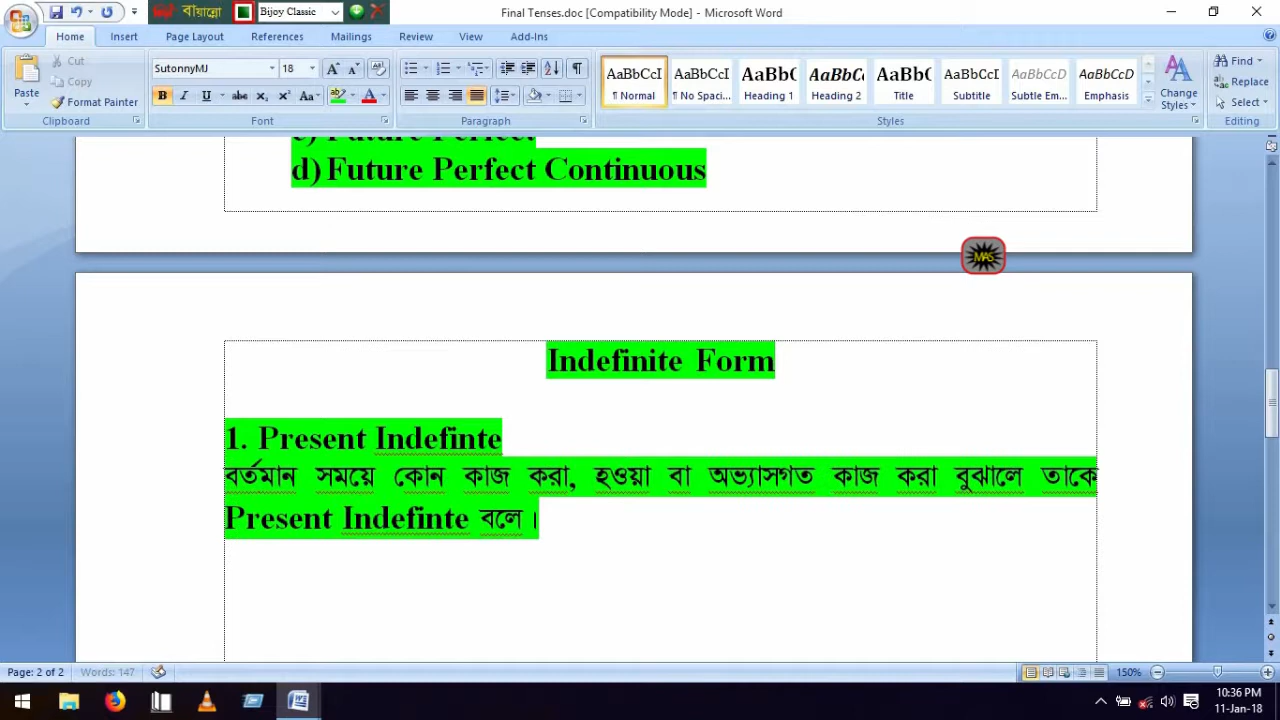 বায়ান্নো
Bijoy Classic
Final Tenses.doc [Compatibility Mode] - Microsoft Word
Home Insert Page Layout References Mailings Review View Add-Ins
Paste
Cut
Copy
Format Painter
Clipboard
SutonnyMJ 18
Font
Paragraph
AaBbCcI AaBbCcI AaBbC AaBbCc AaBbC AaBbCcI AaBbCcD AaBbCcD
¶ Normal ¶ No Spaci... Heading 1 Heading 2 Title Subtitle Subtle Em... Emphasis
Change Styles
Styles
Find
Replace
Select
Editing
c) Future Perfect
d) Future Perfect Continuous
MAS
Indefinite Form
1. Present Indefinte
বর্তমান সময়ে কোন কাজ করা, হওয়া বা অভ্যাসগত কাজ করা বুঝালে তাকে
Present Indefinte বলে।
Page: 2 of 2 Words: 147 150%
10:36 PM
11-Jan-18